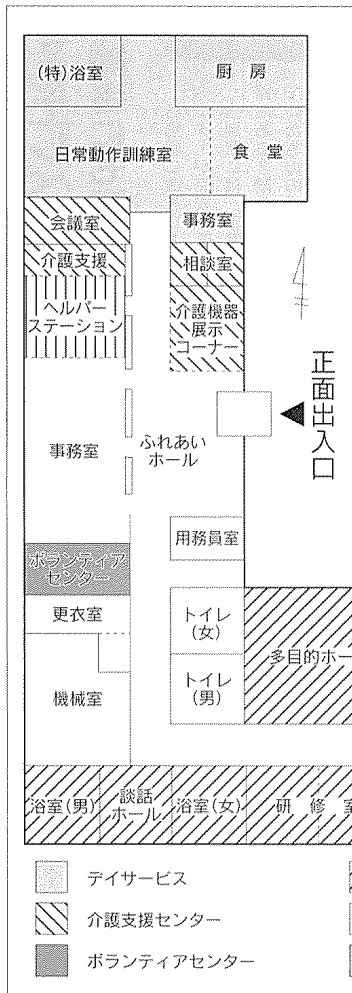 (特)浴室
厨　房
日常動作訓練室
食　堂
会議室
事務室
介護支援
相談室
ヘルパー
ステーション
介護機器
展示
コーナー
正面出入口
事務室
ふれあい
ホール
用務員室
ボランティア
センター
更衣室
トイレ
(女)
多目的ホー
機械室
トイレ
(男)
浴室(男)
談話
ホール
浴室(女)
研　修　室
デイサービス
介護支援センター
ボランティアセンター